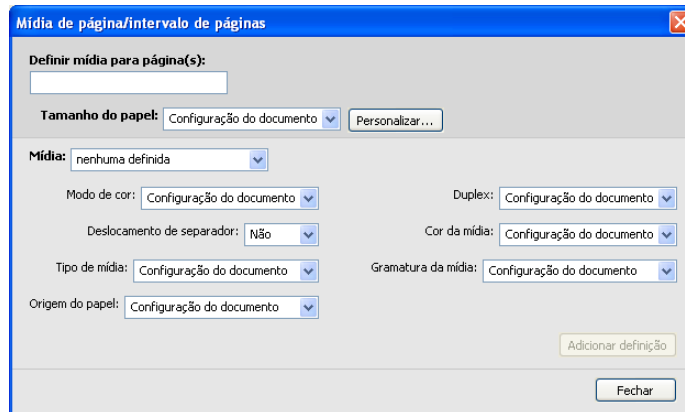 Mídia de página/intervalo de páginas
Definir mídia para página(s):
Tamanho do papel: Configuração do documento Personalizar...
Mídia: nenhuma definida
Modo de cor: Configuração do documento Duplex: Configuração do documento
Deslocamento de separador: Não Cor da mídia: Configuração do documento
Tipo de mídia: Configuração do documento Gramatura da mídia: Configuração do documento
Origem do papel: Configuração do documento
Adicionar definição
Fechar